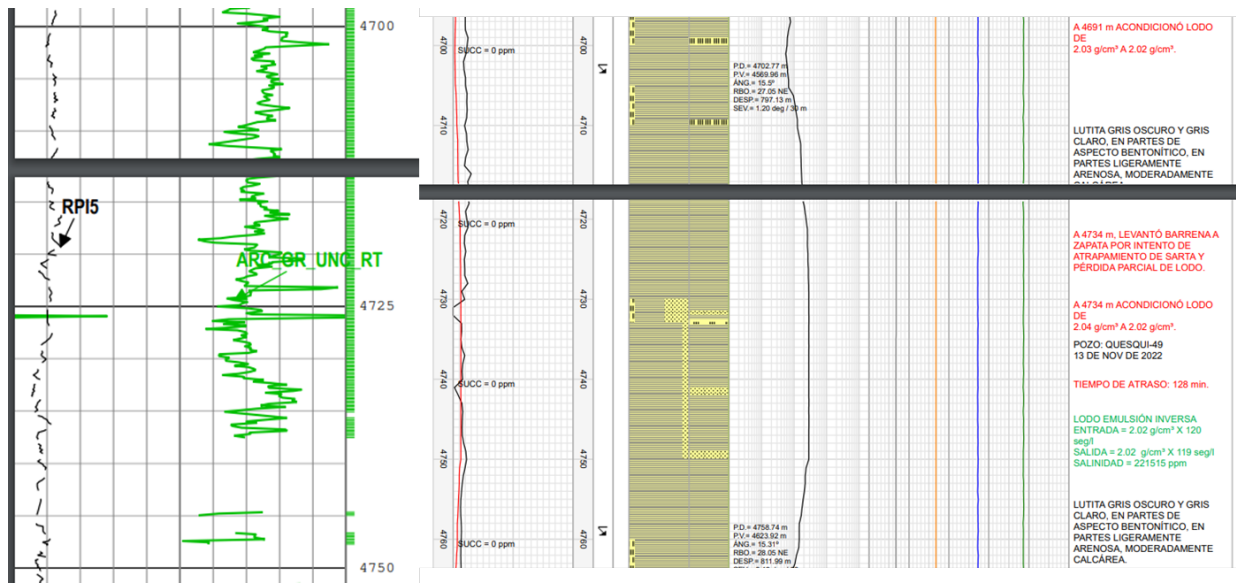 4700
RPI5
ARC_GR_UNC_RT
4725
4750
4700
SUCC = 0 ppm
4700
P.D.= 4702.77 m
P.V.= 4569.96 m
ÁNG.= 15.5°
RBO.= 27.05 NE
DESP.= 797.13 m
SEV.= 1.20 deg / 30 m
4710
4710
A 4691 m ACONDICIONÓ LODO
DE
2.03 g/cm³ A 2.02 g/cm³.
LUTITA GRIS OSCURO Y GRIS
CLARO, EN PARTES DE
ASPECTO BENTONÍTICO, EN
PARTES LIGERAMENTE
ARENOSA, MODERADAMENTE
4720
SUCC = 0 ppm
4720
4730
4730
4740
SUCC = 0 ppm
4740
4750
4750
4760
SUCC = 0 ppm
4760
P.D.= 4758.74 m
P.V.= 4623.92 m
ÁNG.= 15.31°
RBO.= 28.05 NE
DESP.= 811.99 m
A 4734 m, LEVANTÓ BARRENA A
ZAPATA POR INTENTO DE
ATRAPAMIENTO DE SARTA Y
PÉRDIDA PARCIAL DE LODO.
A 4734 m ACONDICIONÓ LODO
DE
2.04 g/cm³ A 2.02 g/cm³.
POZO: QUESQUI-49
13 DE NOV DE 2022
TIEMPO DE ATRASO: 128 min.
LODO EMULSIÓN INVERSA
ENTRADA = 2.02 g/cm³ X 120
seg/l
SALIDA = 2.02 g/cm³ X 119 seg/l
SALINIDAD = 221515 ppm
LUTITA GRIS OSCURO Y GRIS
CLARO, EN PARTES DE
ASPECTO BENTONÍTICO, EN
PARTES LIGERAMENTE
ARENOSA, MODERADAMENTE
CALCÁREA.